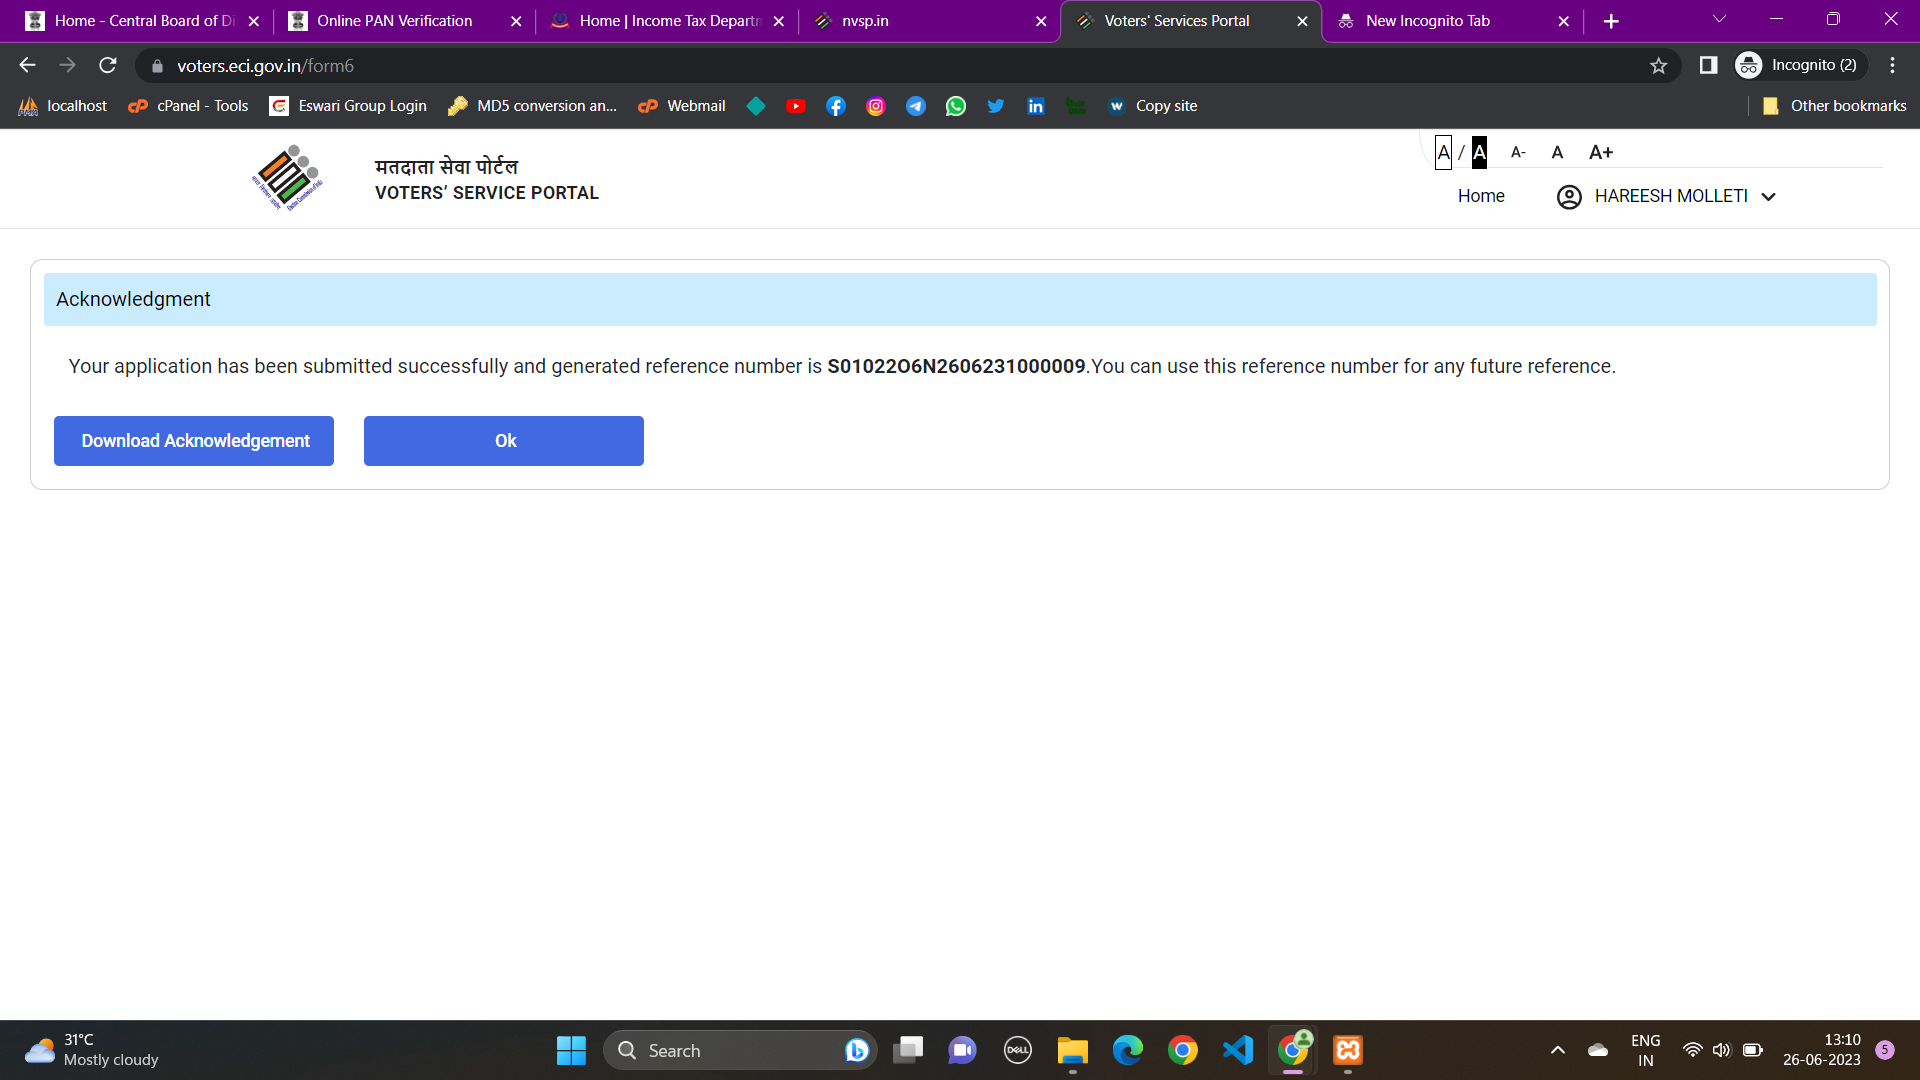 Home - Central Board of Di
Online PAN Verification
Home | Income Tax Departm
nvsp.in
Voters' Services Portal
New Incognito Tab
voters.eci.gov.in/form6
Incognito (2)
localhost
cPanel - Tools
Eswari Group Login
MD5 conversion an...
Webmail
Copy site
Other bookmarks
मतदाता सेवा पोर्टल
VOTERS’ SERVICE PORTAL
A / A A- A A+
Home
HAREESH MOLLETI
Acknowledgment
Your application has been submitted successfully and generated reference number is S01022O6N2606231000009.You can use this reference number for any future reference.
Download Acknowledgement
Ok
31°C
Mostly cloudy
Search
DELL
ENG
IN
13:10
26-06-2023
5